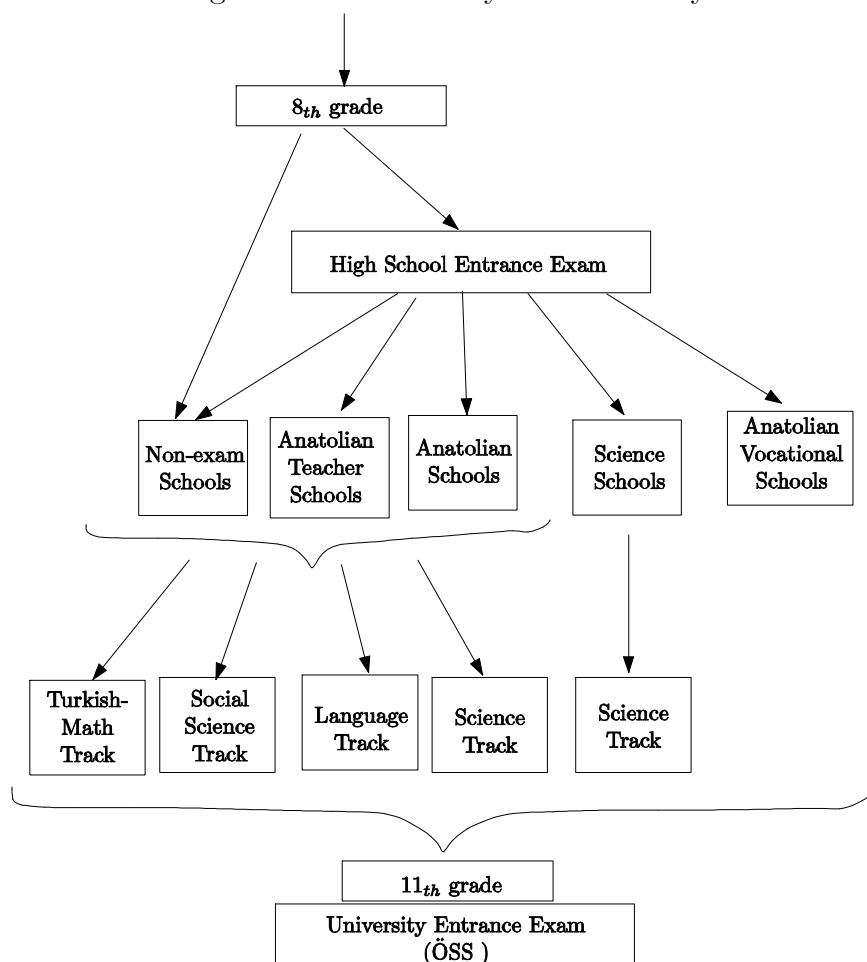 8th grade
High School Entrance Exam
Non-exam
Schools
Anatolian
Teacher
Schools
Anatolian
Schools
Science
Schools
Anatolian
Vocational
Schools
Turkish-
Math
Track
Social
Science
Track
Language
Track
Science
Track
Science
Track
11th grade
University Entrance Exam
(ÖSS )